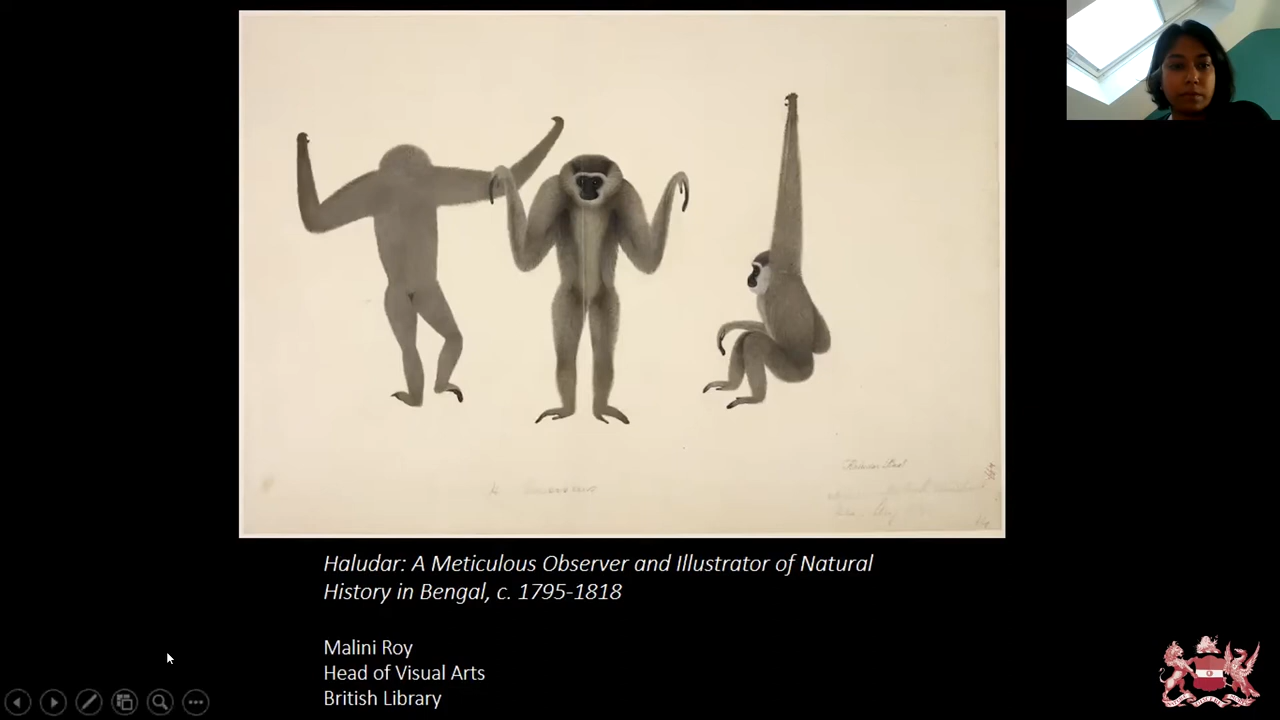 Haludar: A Meticulous Observer and Illustrator of Natural
History in Bengal, c. 1795-1818
Malini Roy
Head of Visual Arts
British Library